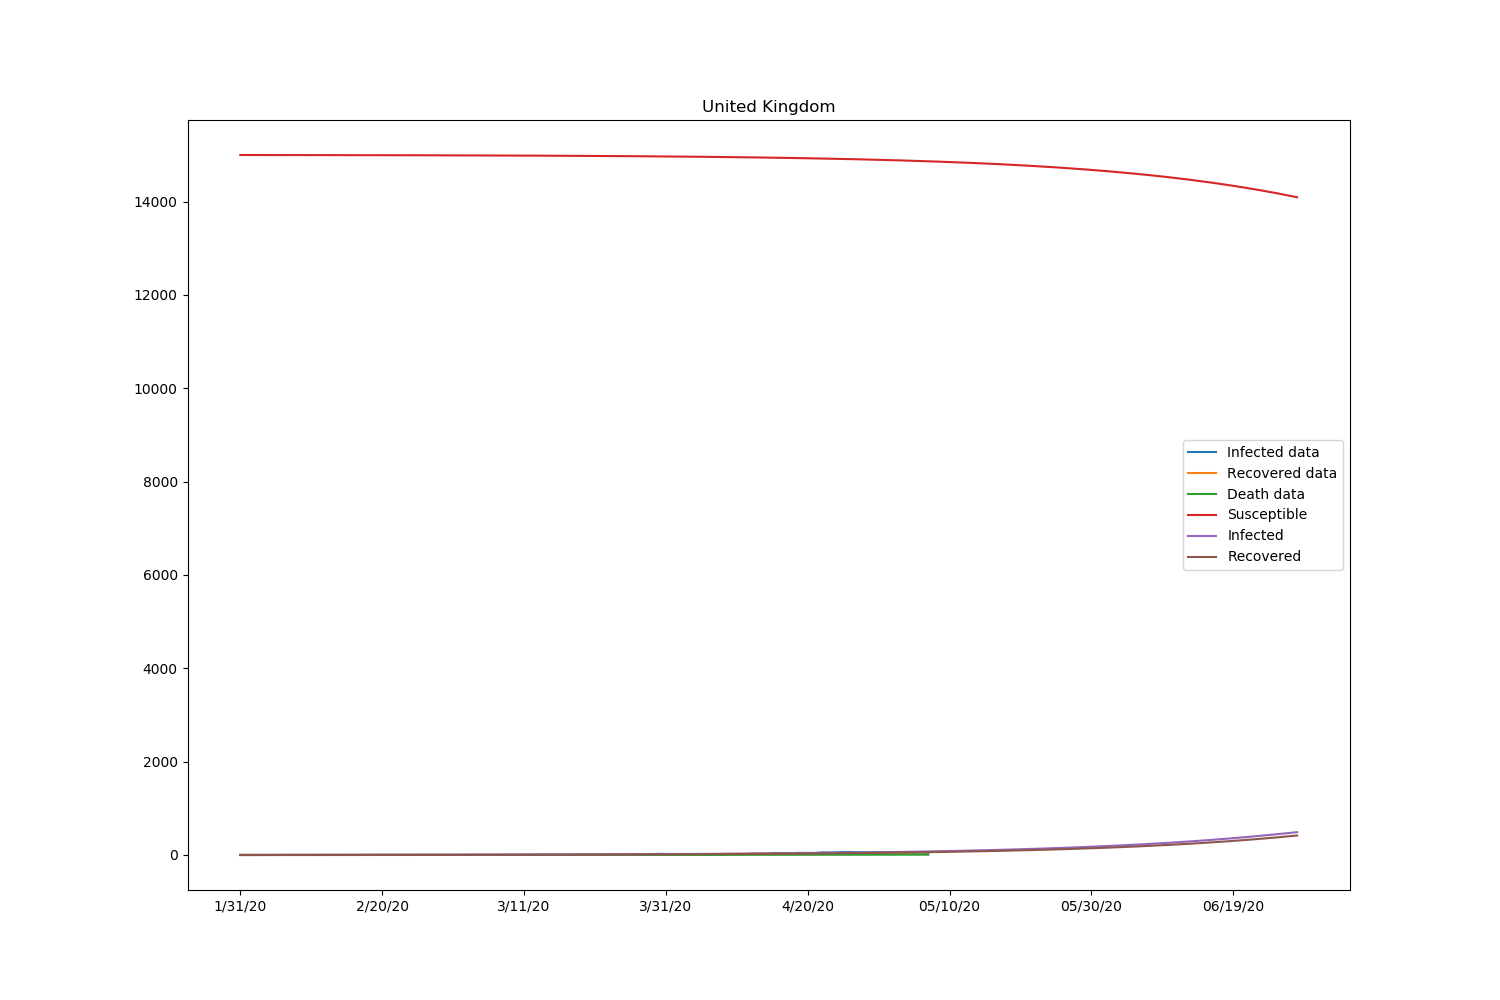 United Kingdom
14000
12000
10000
8000
6000
4000
2000
0
Infected data
Recovered data
Death data
Susceptible
Infected
Recovered
1/31/20 2/20/20 3/11/20 3/31/20 4/20/20 05/10/20 05/30/20 06/19/20